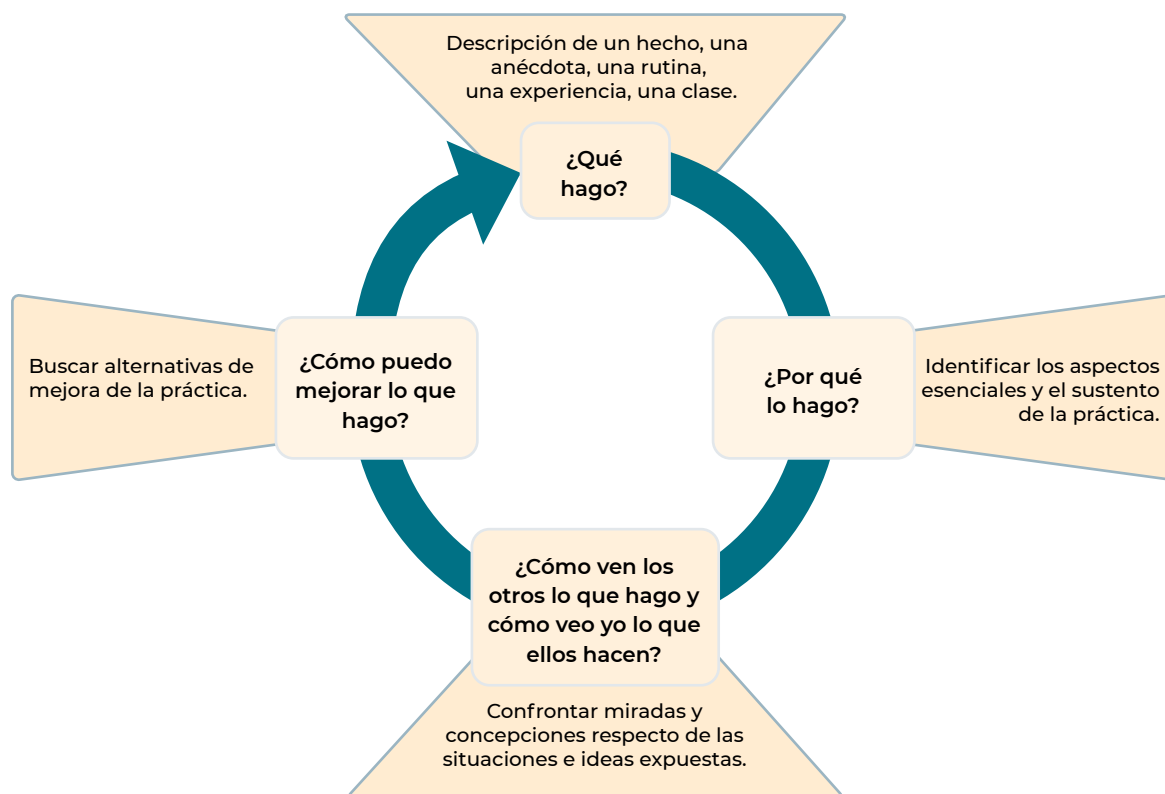 Descripción de un hecho, una
anécdota, una rutina,
una experiencia, una clase.
¿Qué
hago?
¿Por qué
lo hago?
Identificar los aspectos
esenciales y el sustento
de la práctica.
¿Cómo ven los
otros lo que hago y
cómo veo yo lo que
ellos hacen?
Confrontar miradas y
concepciones respecto de las
situaciones e ideas expuestas.
¿Cómo puedo
mejorar lo que
hago?
Buscar alternativas de
mejora de la práctica.